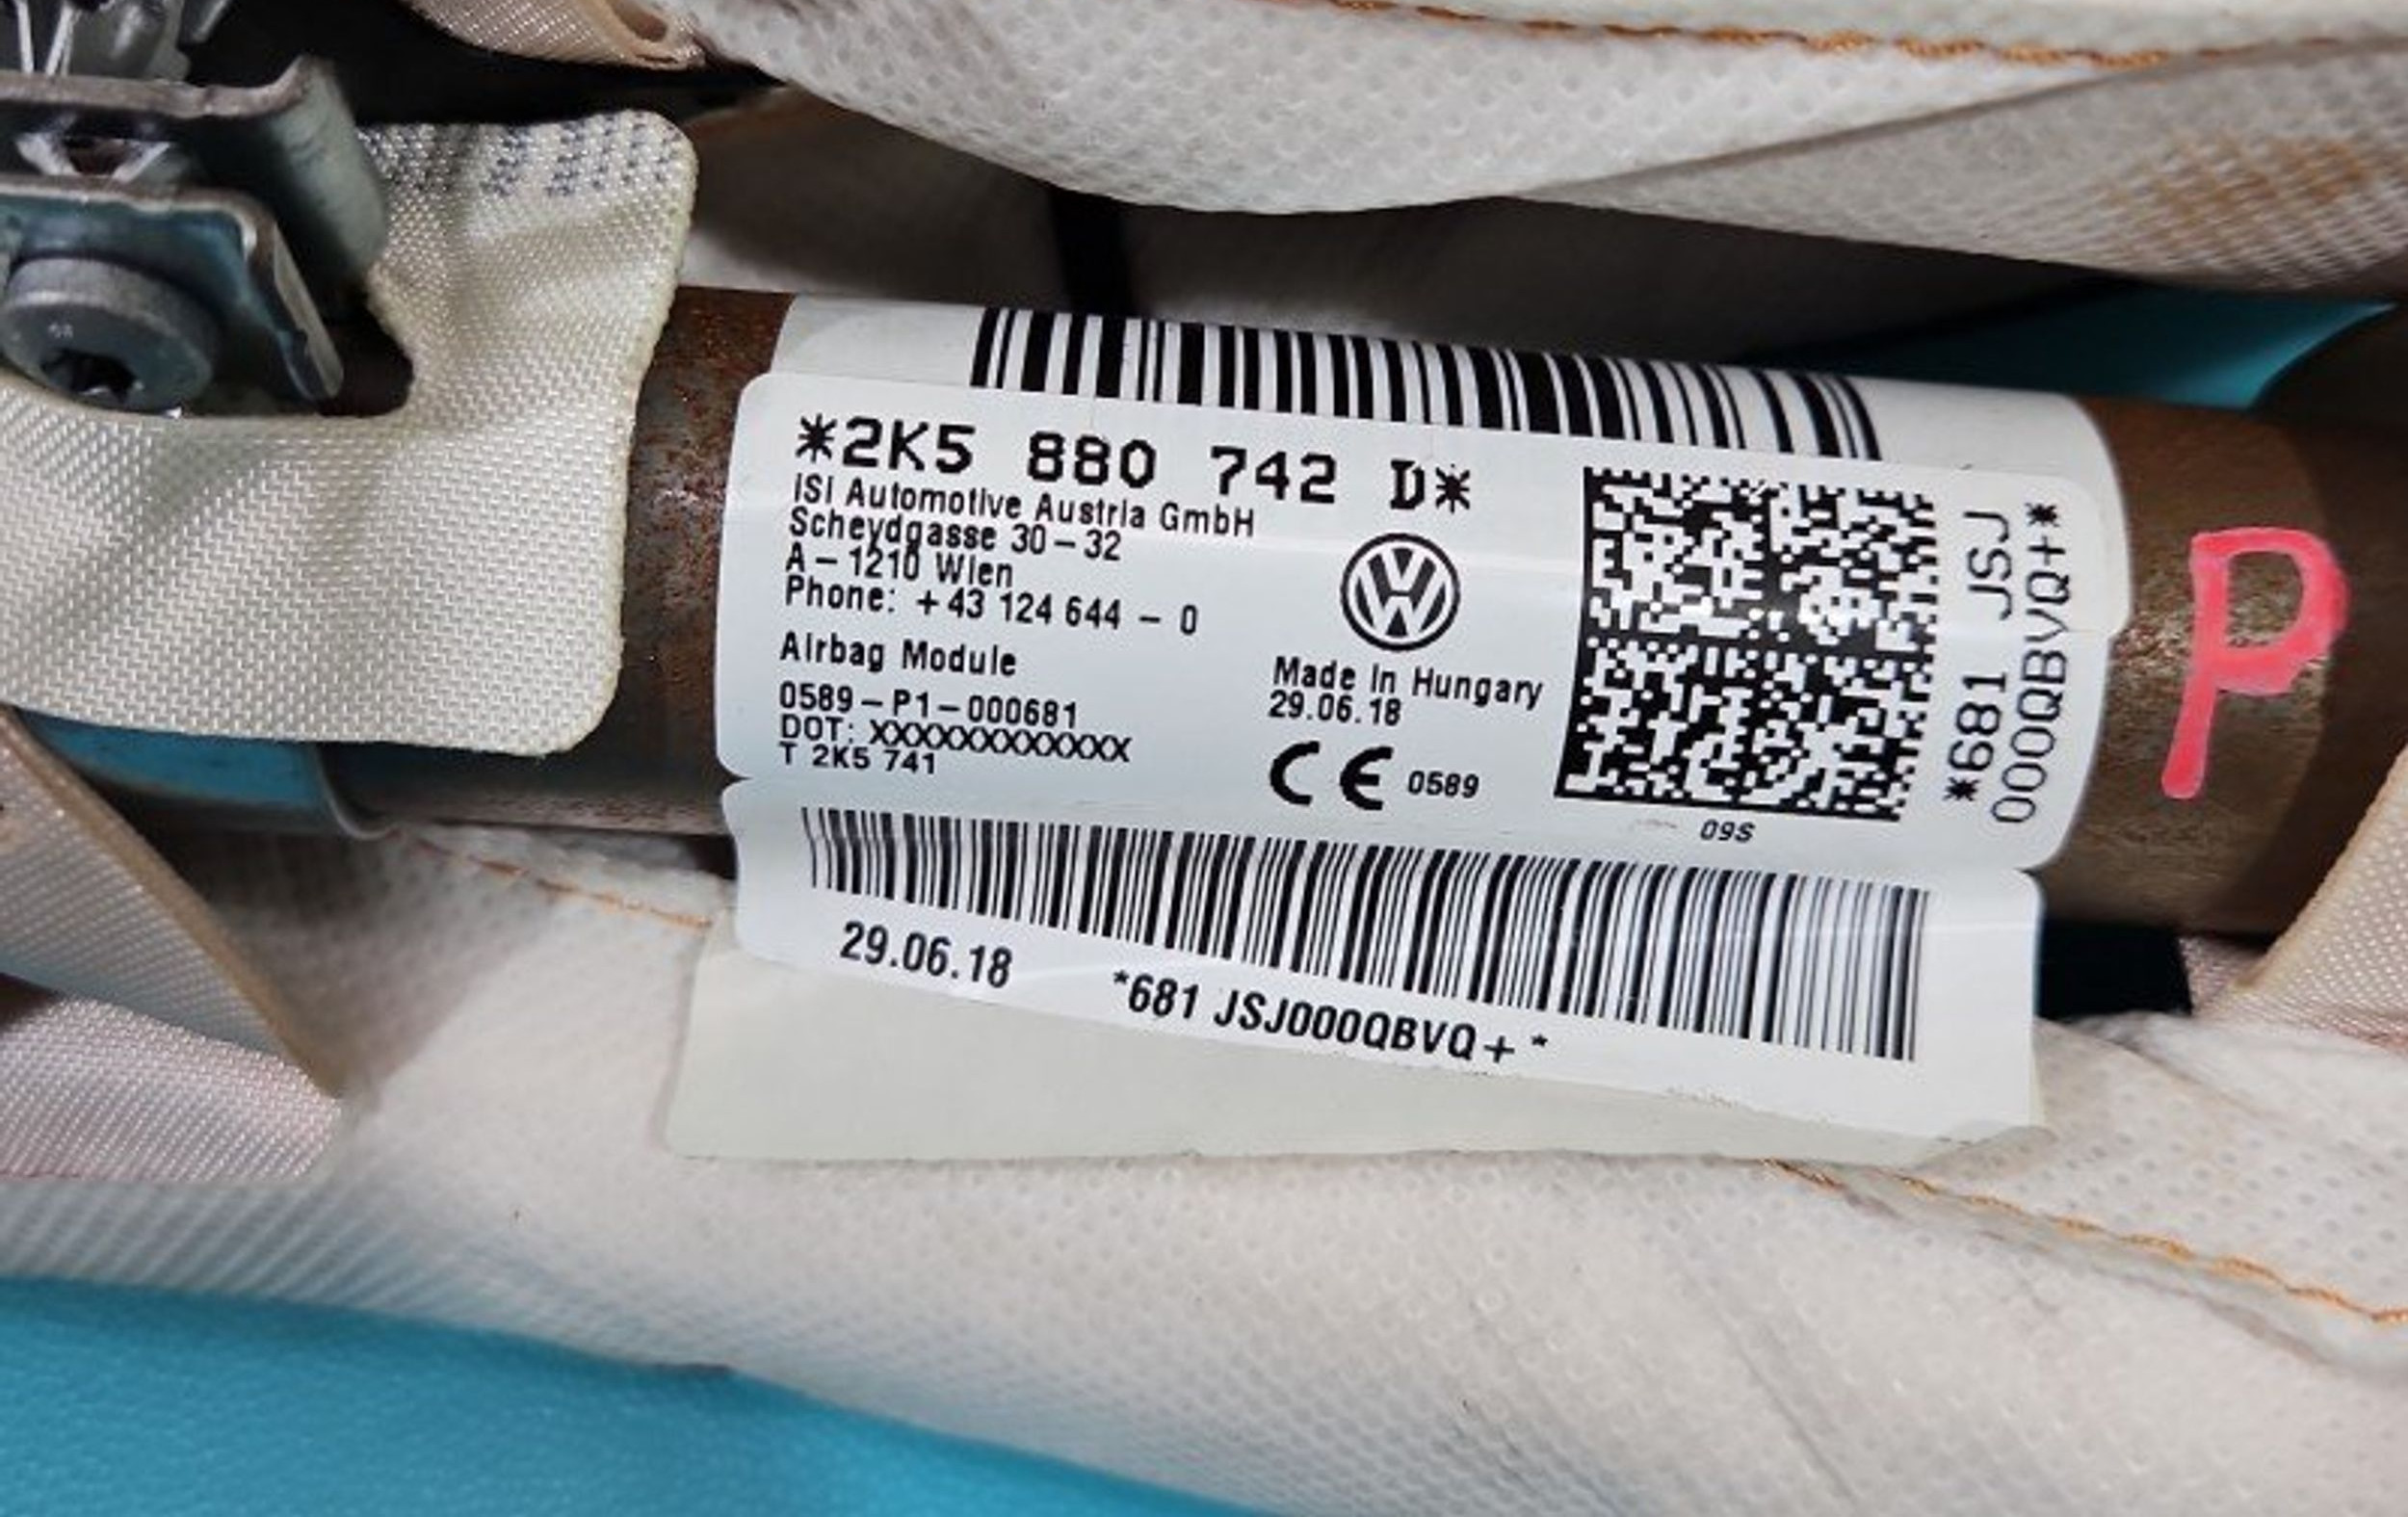 *2K5 880 742 D*
iSi Automotive Austria GmbH
Scheydgasse 30-32
A-1210 Wien
Phone: +43 124 644 - 0
Airbag Module
0589-P1-000681
DOT: XXXXXXXXXXXXX
T 2K5 741
Made In Hungary
29.06.18
CE 0589
09S
*681 JSJ
000QBVQ+*
29.06.18 *681 JSJ000QBVQ+*
P